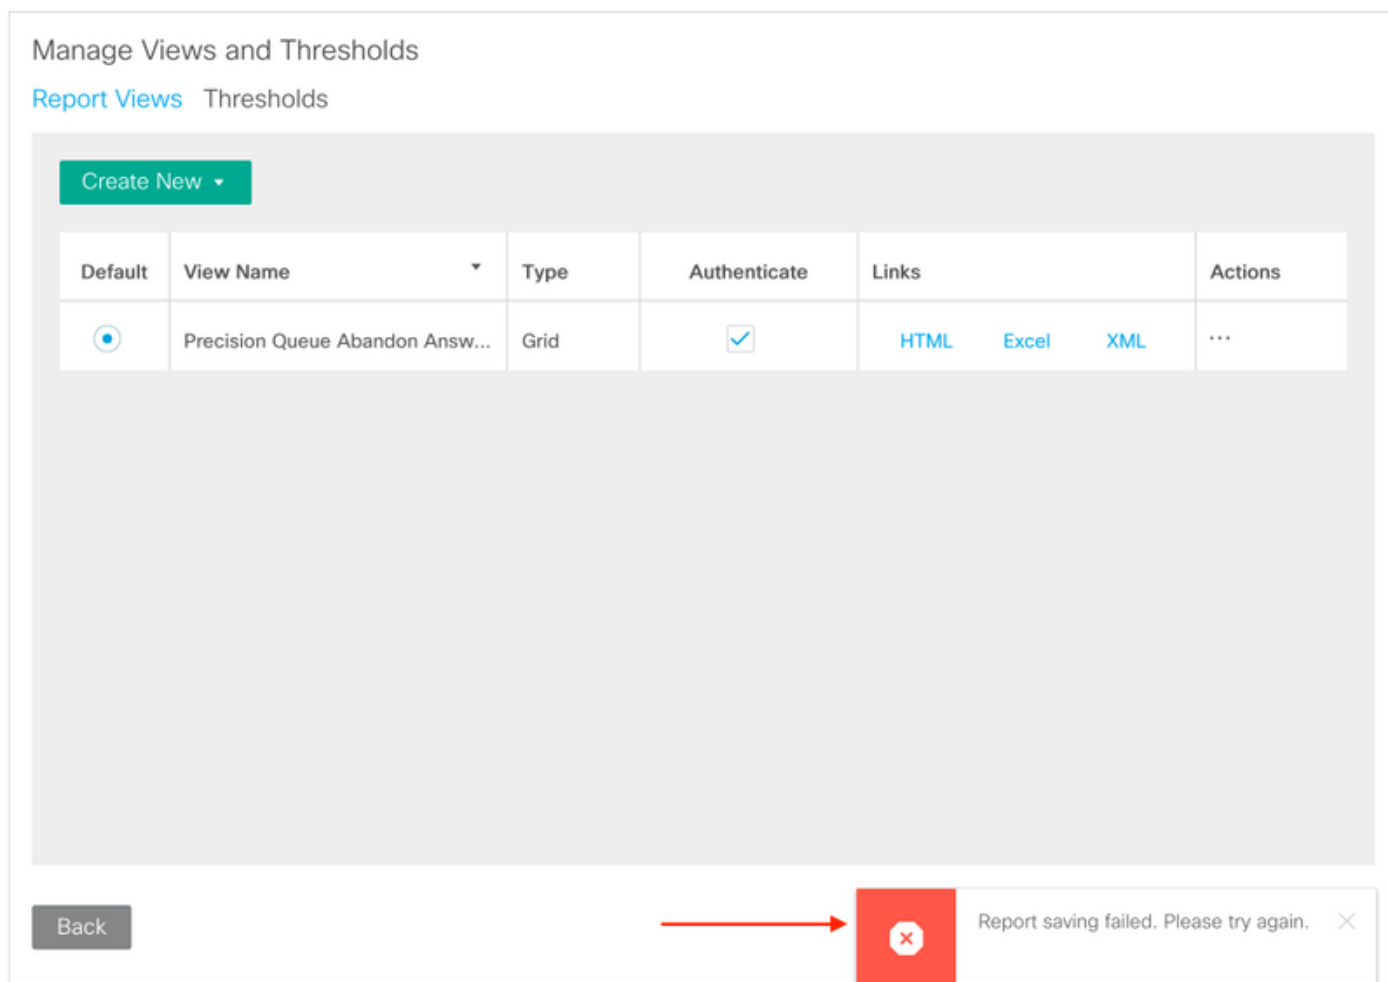 Manage Views and Thresholds
Report Views Thresholds
Create New
Default View Name Type Authenticate Links Actions
Precision Queue Abandon Answ... Grid HTML Excel XML ...
Back
Report saving failed. Please try again.